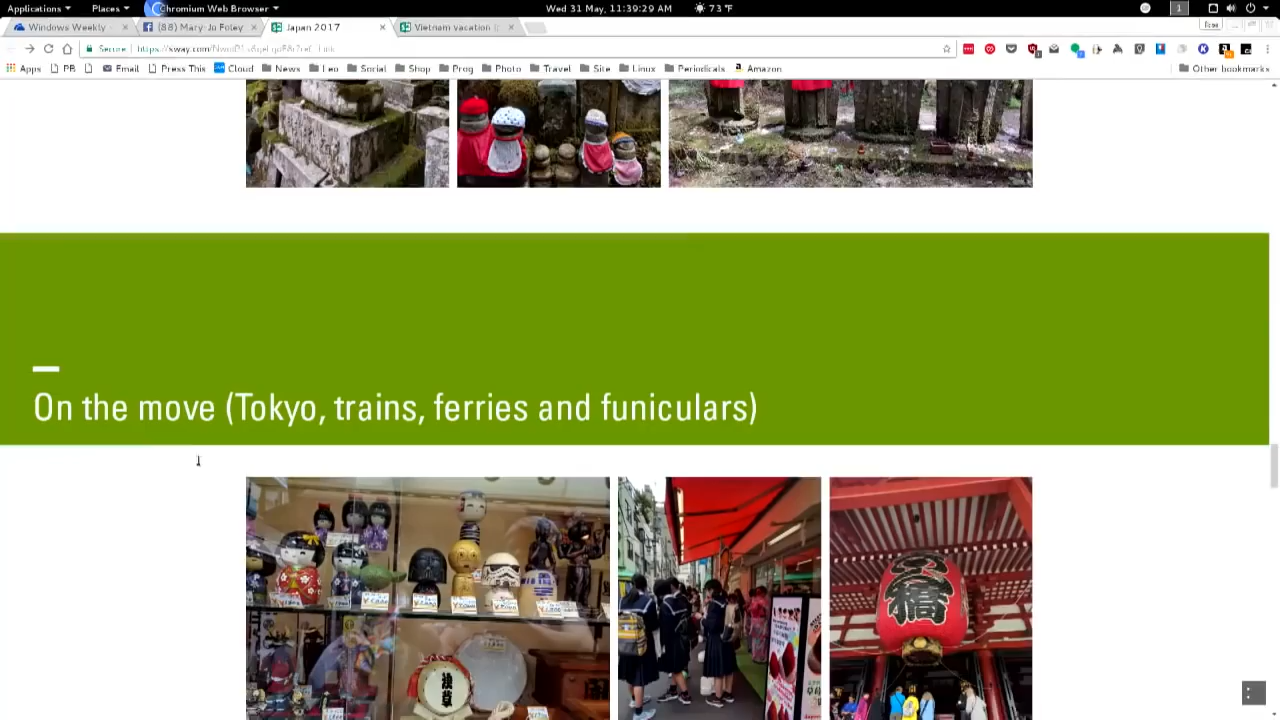 Applications Places Chromium Web Browser Wed 31 May, 11:39:29 AM 73 °F 1
Windows Weekly (88) Mary Jo Foley Japan 2017 Vietnam vacation
Secure
Apps PB Email Press This Cloud News Leo Social Shop Prog Photo Travel Site Linux Periodicals Amazon Other bookmarks
On the move (Tokyo, trains, ferries and funiculars)